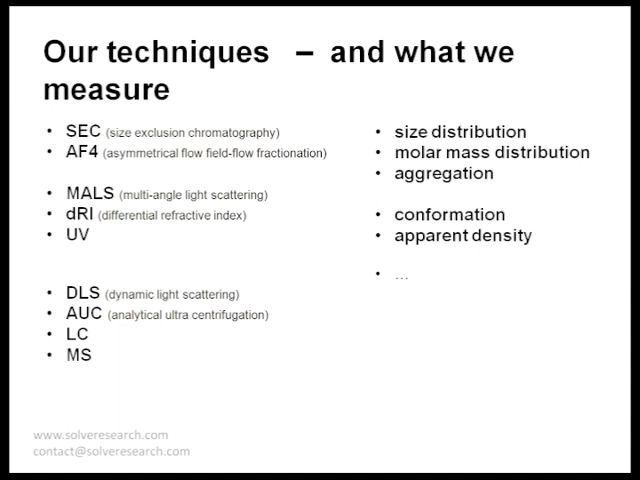 Our techniques – and what we
measure
• SEC (size exclusion chromatography)
• AF4 (asymmetrical flow field-flow fractionation)
• MALS (multi-angle light scattering)
• dRI (differential refractive index)
• UV
• DLS (dynamic light scattering)
• AUC (analytical ultra centrifugation)
• LC
• MS
• size distribution
• molar mass distribution
• aggregation
• conformation
• apparent density
• ...
www.solveresearch.com
contact@solveresearch.com